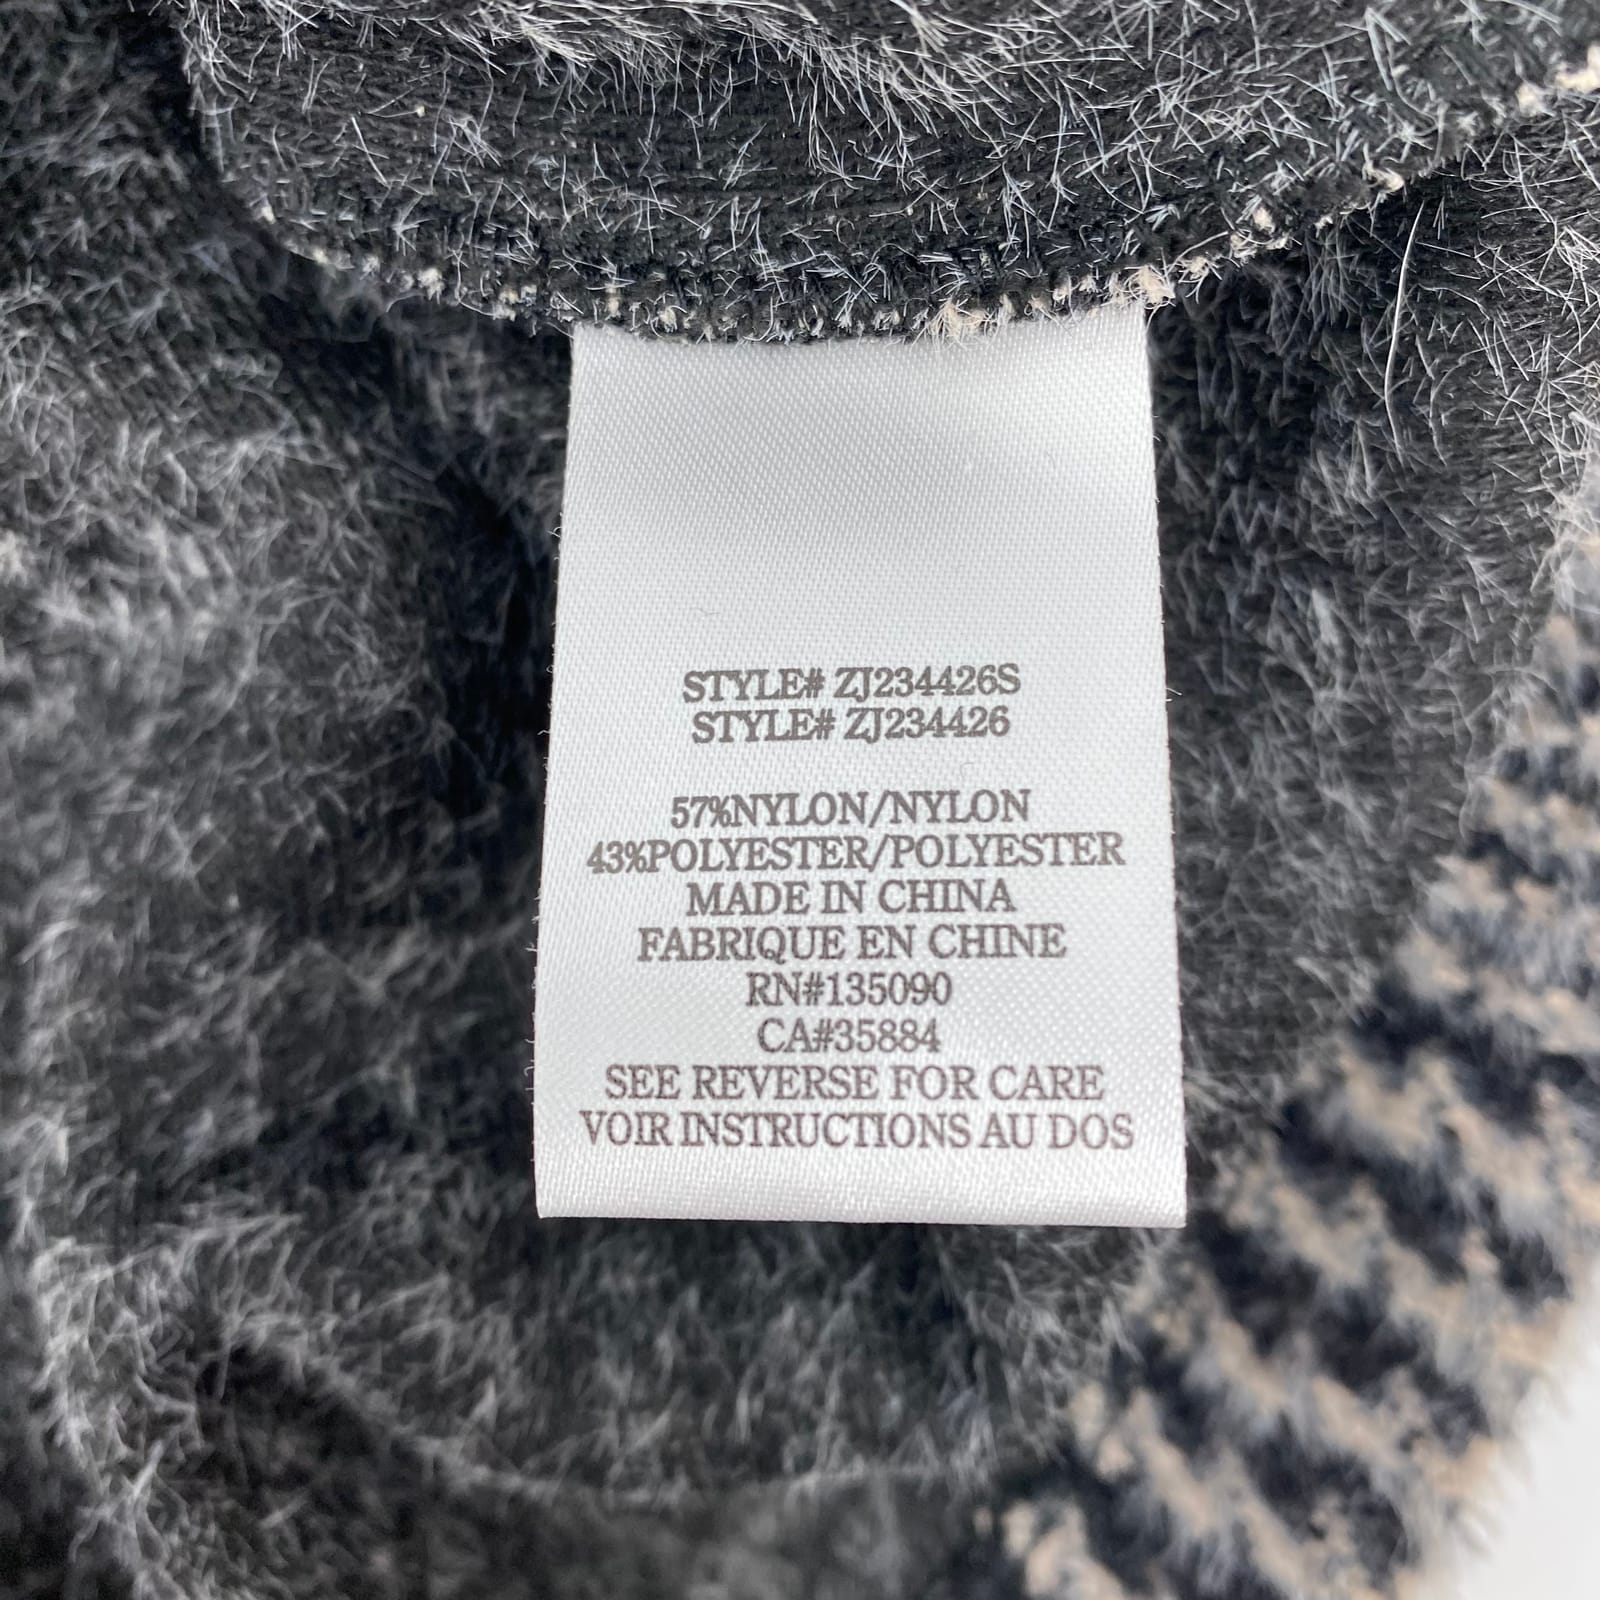 STYLE# ZJ234426S
STYLE# ZJ234426
57%NYLON/NYLON
43%POLYESTER/POLYESTER
MADE IN CHINA
FABRIQUE EN CHINE
RN#135090
CA#35884
SEE REVERSE FOR CARE
VOIR INSTRUCTIONS AU DOS